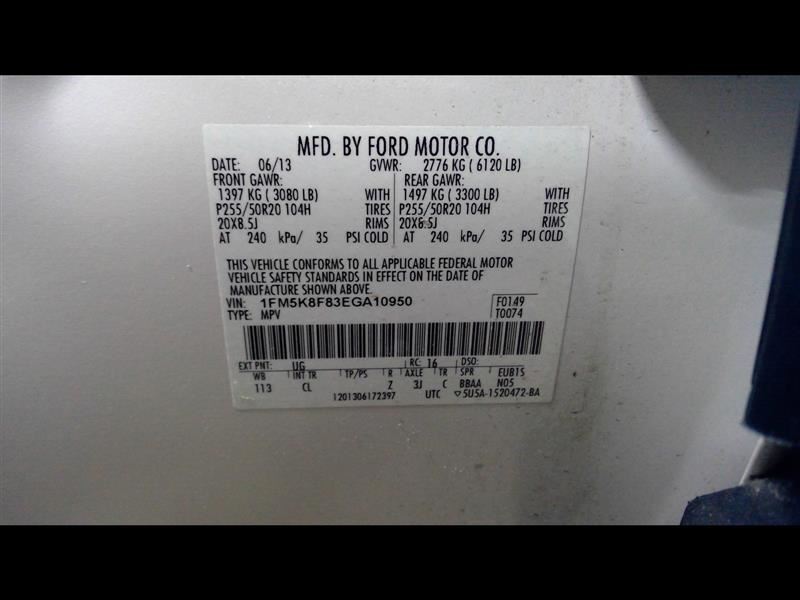 MFD. BY FORD MOTOR CO.
DATE: 06/13 GVWR: 2776 KG ( 6120 LB)
FRONT GAWR: REAR GAWR:
1397 KG ( 3080 LB) WITH 1497 KG ( 3300 LB) WITH
P255/50R20 104H TIRES P255/50R20 104H TIRES
20X8.5J RIMS 20X8.5J RIMS
AT 240 kPa/ 35 PSI COLD AT 240 kPa/ 35 PSI COLD
THIS VEHICLE CONFORMS TO ALL APPLICABLE FEDERAL MOTOR
VEHICLE SAFETY STANDARDS IN EFFECT ON THE DATE OF
MANUFACTURE SHOWN ABOVE.
VIN: 1FM5K8F83EGA10950 F0149
TYPE: MPV T0074
EXT PNT: UG RC: 16 DSO:
WB INT TR TP/PS R AXLE TR SPR EUB1S
113 CL Z 3J C BBAA N05
1201306172397 UTC ▽5U5A-1520472-BA